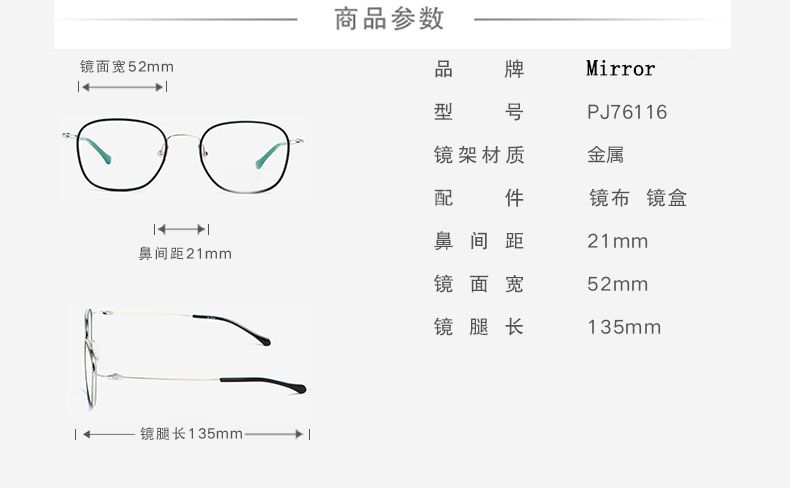 商品参数
镜面宽52mm
鼻间距21mm
镜腿长135mm
品牌 Mirror
型号 PJ76116
镜架材质 金属
配件 镜布 镜盒
鼻间距 21mm
镜面宽 52mm
镜腿长 135mm